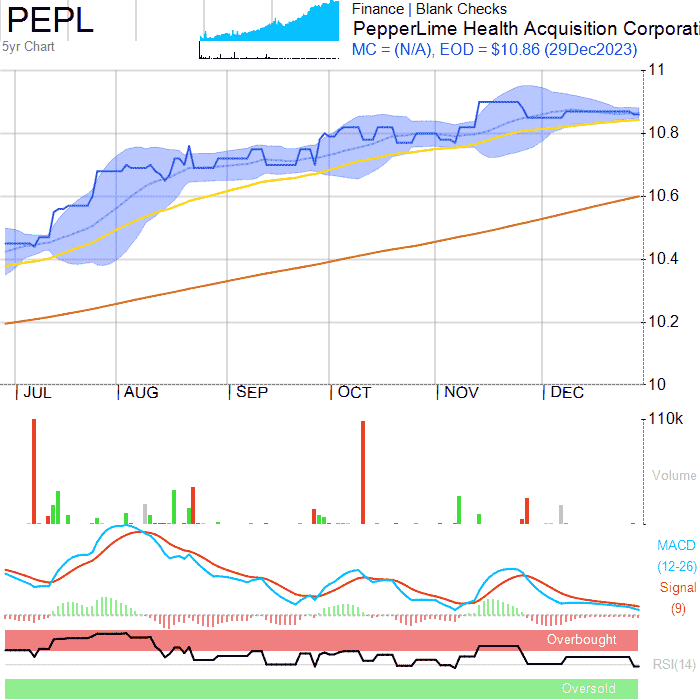 PEPL
5yr Chart
Finance | Blank Checks
PepperLime Health Acquisition Corporati
MC = (N/A), EOD = $10.86 (29Dec2023)
11
10.8
10.6
10.4
10.2
10
JUL AUG SEP OCT NOV DEC
110k
Volume
MACD
(12-26)
Signal
(9)
Overbought
RSI(14)
Oversold